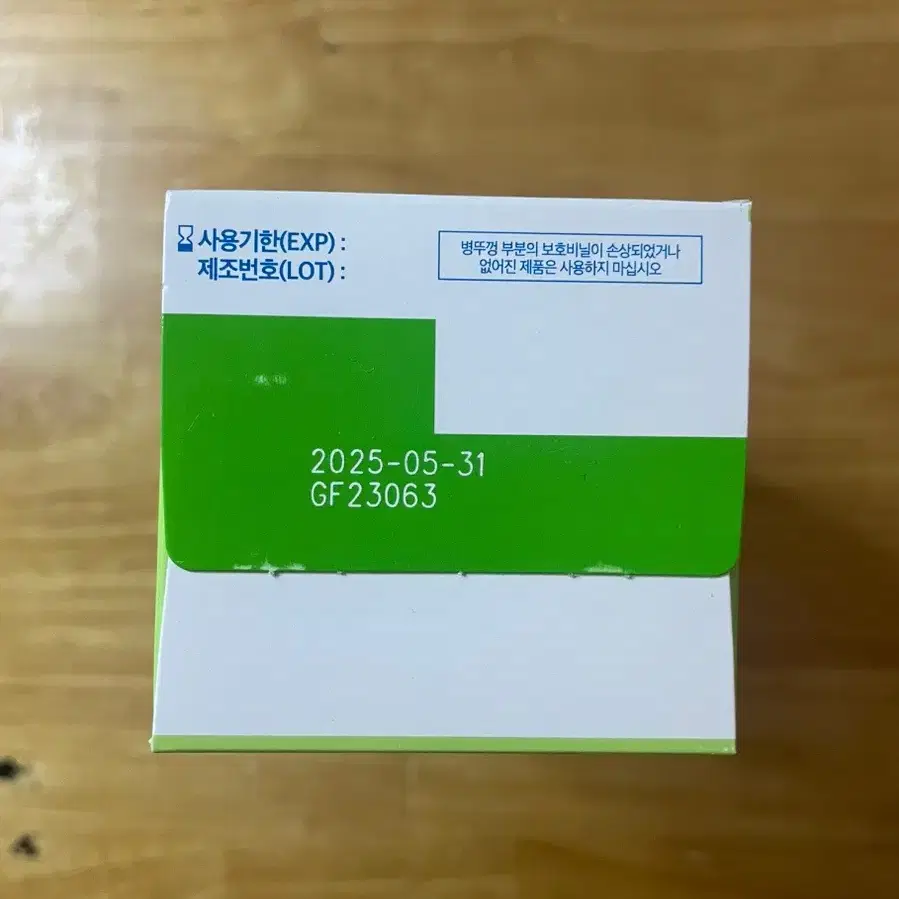 사용기한(EXP) :
제조번호(LOT) :
병뚜껑 부분의 보호비닐이 손상되었거나
없어진 제품은 사용하지 마십시오
2025-05-31
GF23063